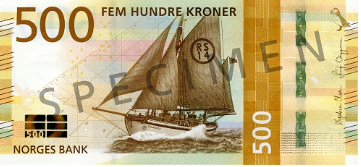 500 FEM HUNDRE KRONER
SPECIMEN
RS
14
500
NORGES BANK
500